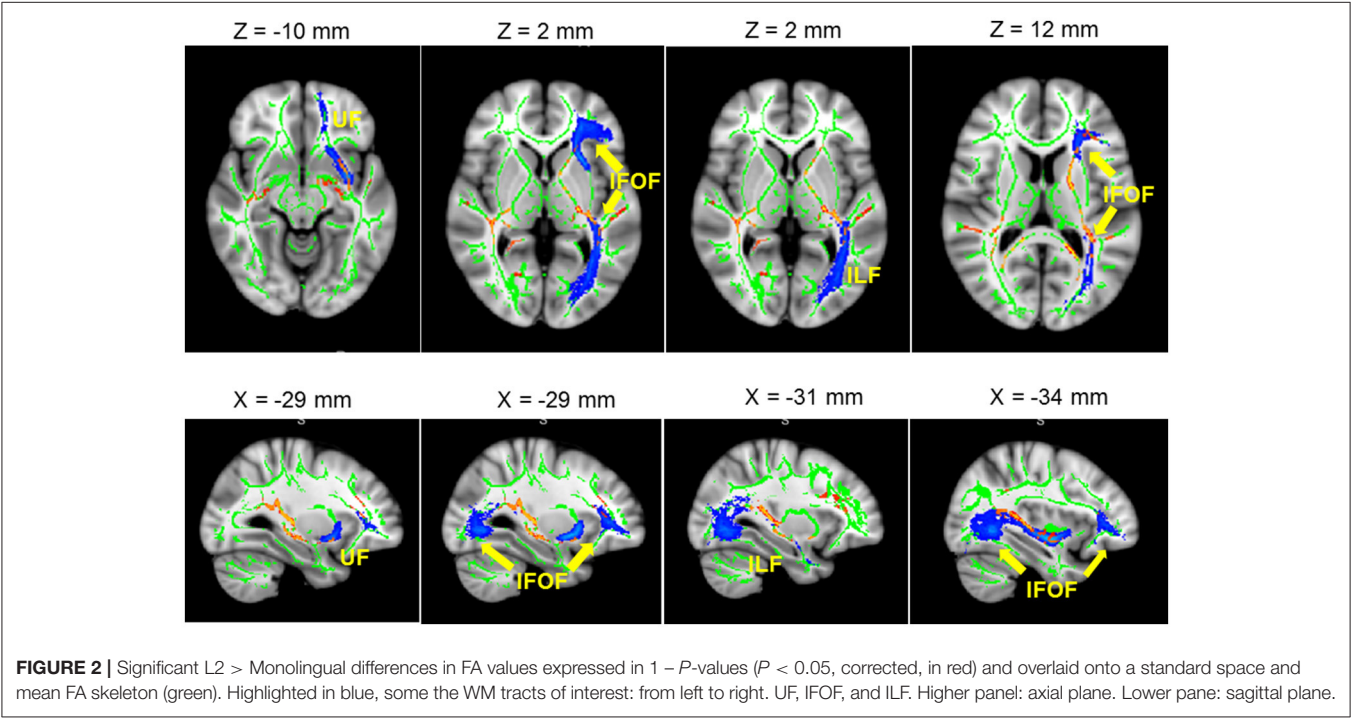 Z = -10 mm
Z = 2 mm
Z = 2 mm
Z = 12 mm
UF
IFOF
ILF
IFOF
X = -29 mm
X = -29 mm
X = -31 mm
X = -34 mm
S
S
S
UF
IFOF
ILF
IFOF
FIGURE 2 | Significant L2 > Monolingual differences in FA values expressed in 1 – P-values (P < 0.05, corrected, in red) and overlaid onto a standard space and
mean FA skeleton (green). Highlighted in blue, some the WM tracts of interest: from left to right. UF, IFOF, and ILF. Higher panel: axial plane. Lower pane: sagittal plane.